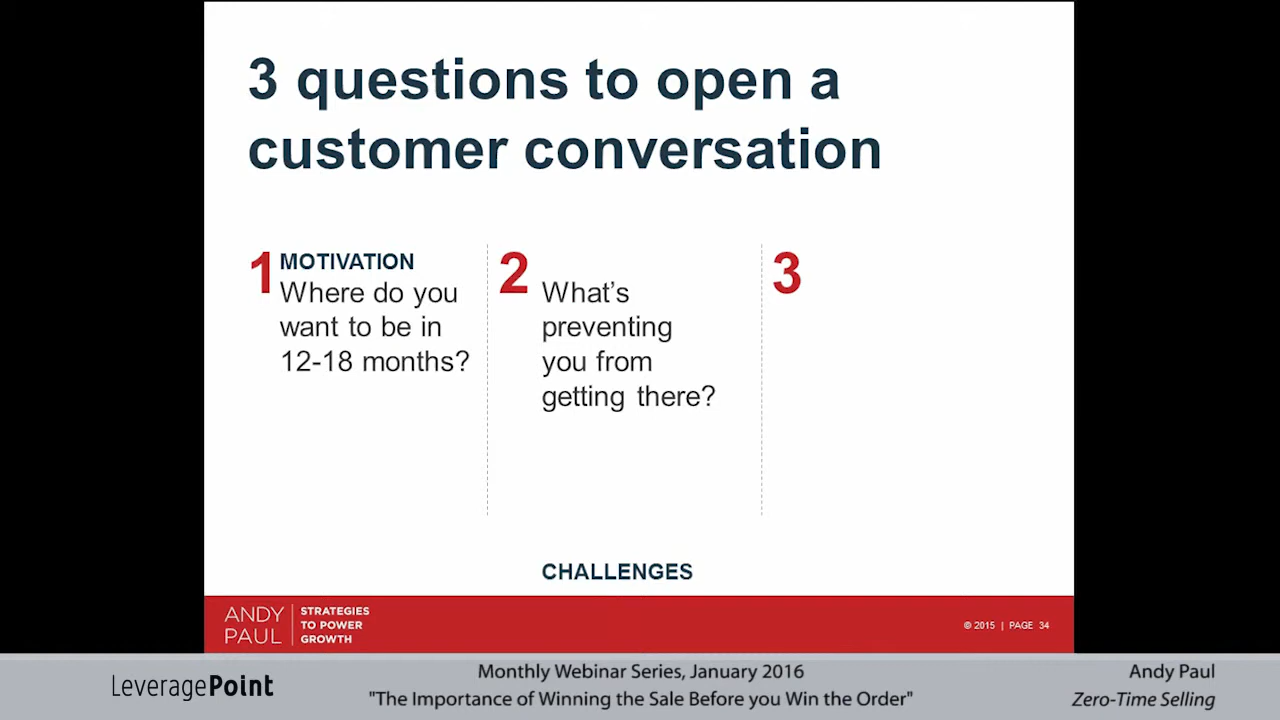 3 questions to open a
customer conversation
1 MOTIVATION
Where do you
want to be in
12-18 months?
2
What's
preventing
you from
getting there?
3
CHALLENGES
ANDY
PAUL
STRATEGIES
TO POWER
GROWTH
© 2015 | PAGE 34
LeveragePoint
Monthly Webinar Series, January 2016
"The Importance of Winning the Sale Before you Win the Order"
Andy Paul
Zero-Time Selling